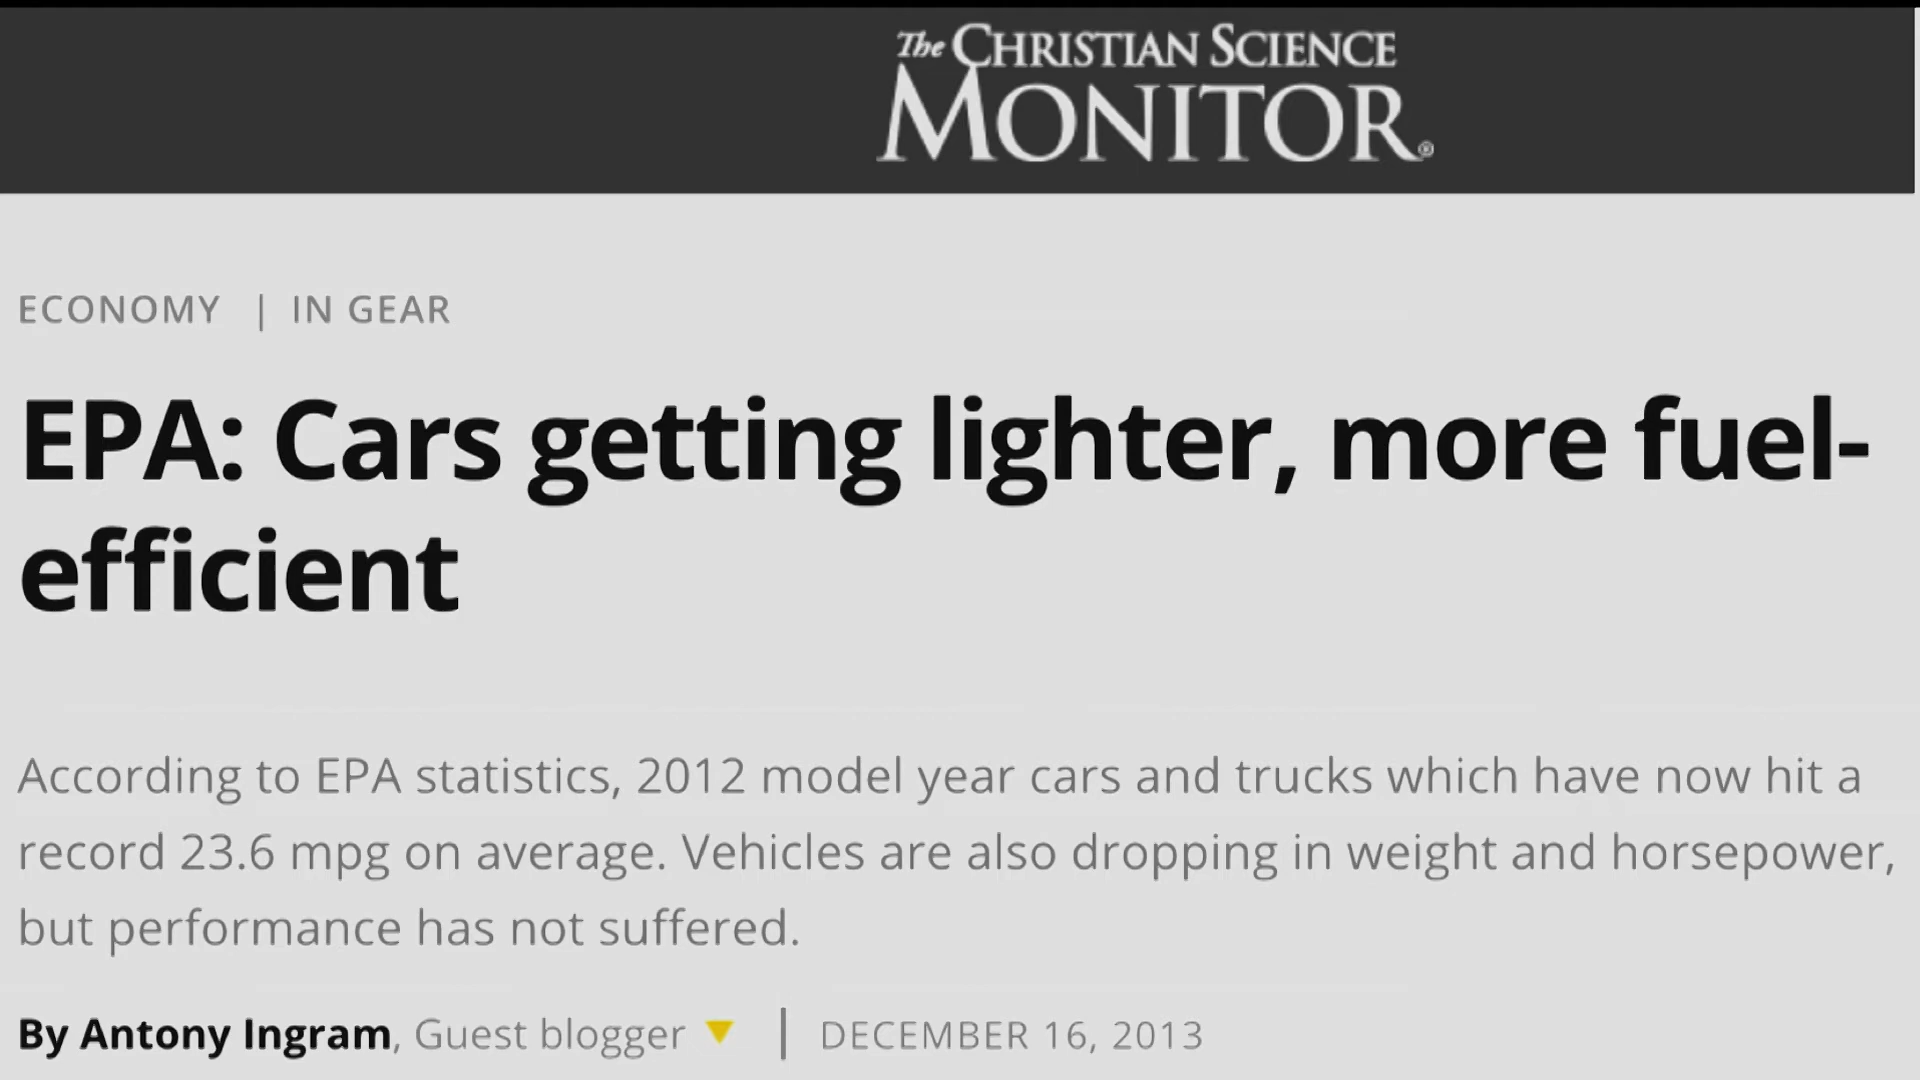 The CHRISTIAN SCIENCE
MONITOR®
ECONOMY | IN GEAR
EPA: Cars getting lighter, more fuel-
efficient
According to EPA statistics, 2012 model year cars and trucks which have now hit a
record 23.6 mpg on average. Vehicles are also dropping in weight and horsepower,
but performance has not suffered.
By Antony Ingram, Guest blogger ▼ | DECEMBER 16, 2013